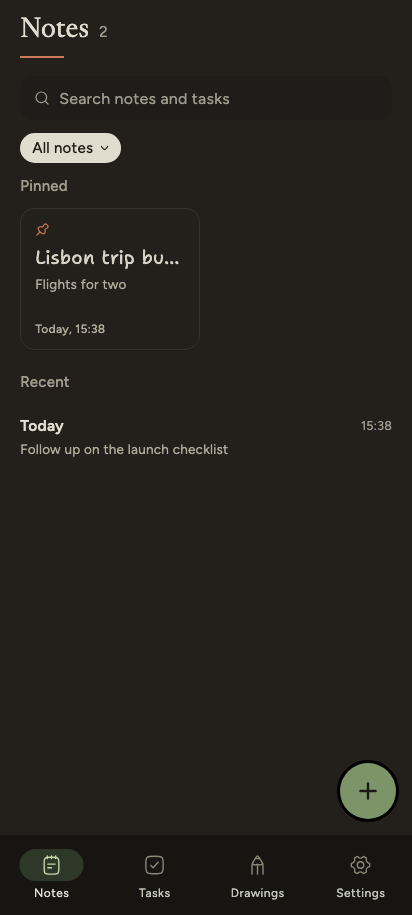 Notes 2
Search notes and tasks
All notes
Pinned
Lisbon trip bu...
Flights for two
Today, 15:38
Recent
Today 15:38
Follow up on the launch checklist
Notes Tasks Drawings Settings